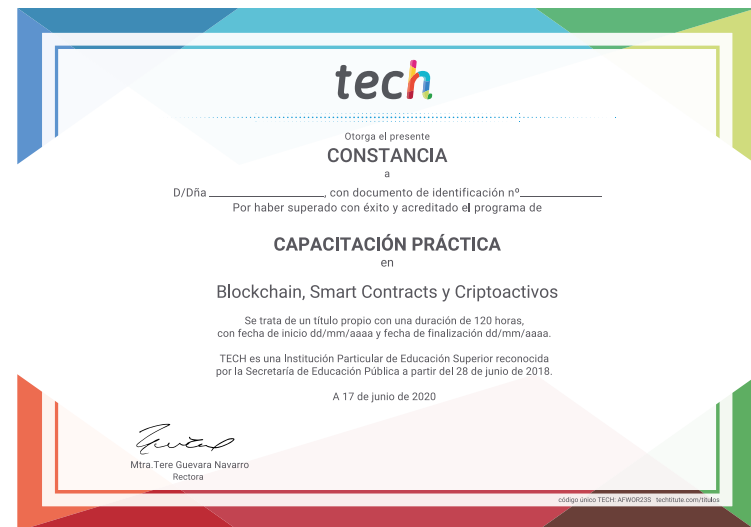 tech
Otorga el presente
CONSTANCIA
a
D/Dña ____________________, con documento de identificación nº______________
Por haber superado con éxito y acreditado el programa de
CAPACITACIÓN PRÁCTICA
en
Blockchain, Smart Contracts y Criptoactivos
Se trata de un título propio con una duración de 120 horas,
con fecha de inicio dd/mm/aaaa y fecha de finalización dd/mm/aaaa.
TECH es una Institución Particular de Educación Superior reconocida
por la Secretaría de Educación Pública a partir del 28 de junio de 2018.
A 17 de junio de 2020
Mtra.Tere Guevara Navarro
Rectora
código único TECH: AFWOR23S techtitute.com/titulos